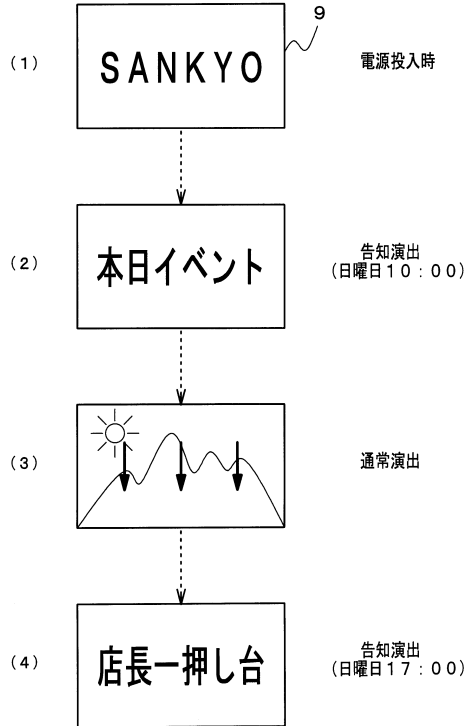 9
(1)
SANKYO
電源投入時
(2)
本日イベント
告知演出
(日曜日10:00)
(3)
通常演出
(4)
店長一押し台
告知演出
(日曜日17:00)